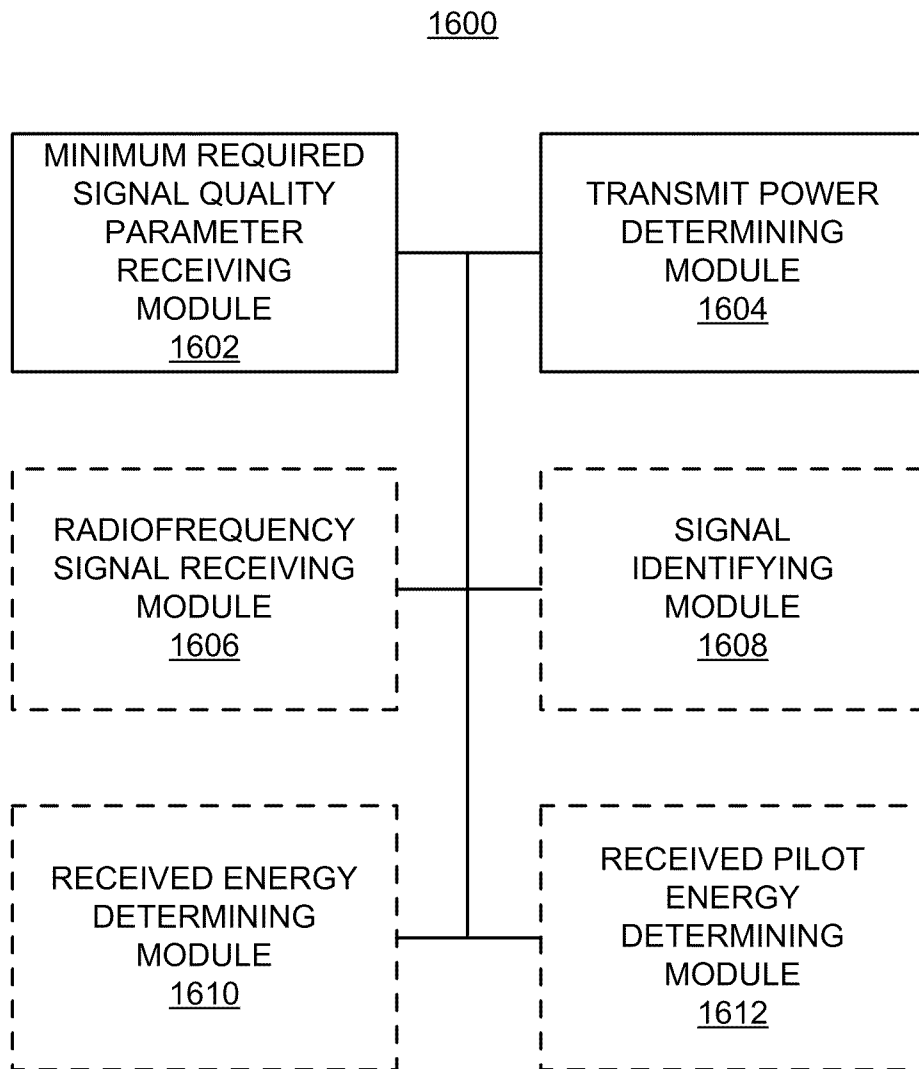 1600
MINIMUM REQUIRED
SIGNAL QUALITY
PARAMETER
RECEIVING
MODULE
1602
TRANSMIT POWER
DETERMINING
MODULE
1604
RADIOFREQUENCY
SIGNAL RECEIVING
MODULE
1606
SIGNAL
IDENTIFYING
MODULE
1608
RECEIVED ENERGY
DETERMINING
MODULE
1610
RECEIVED PILOT
ENERGY
DETERMINING
MODULE
1612